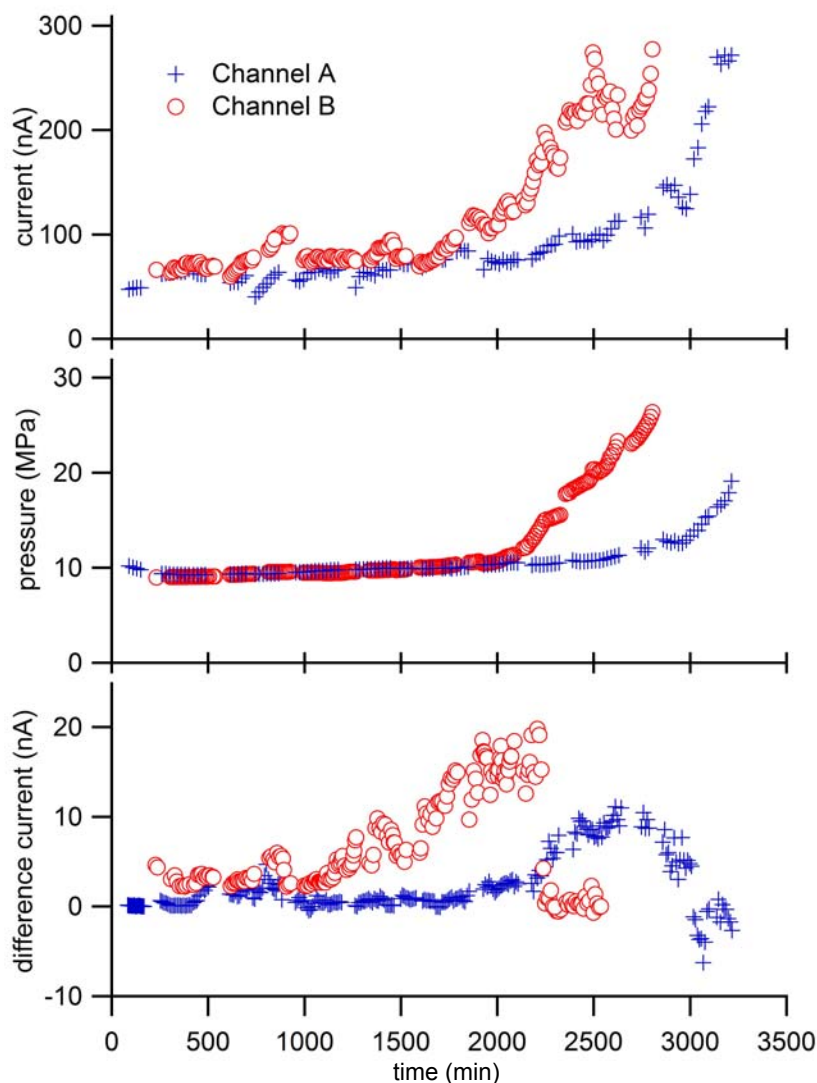 300
200
100
0
current (nA)
Channel A
Channel B
30
20
10
0
pressure (MPa)
20
10
0
-10
difference current (nA)
0 500 1000 1500 2000 2500 3000 3500
time (min)